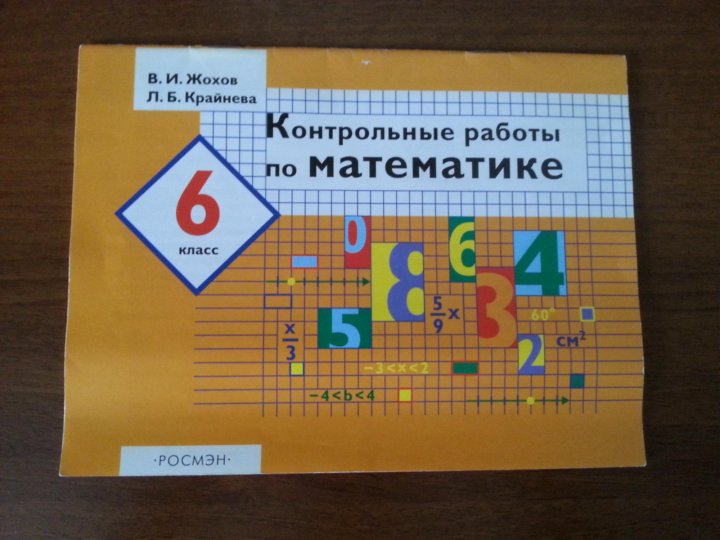 В. И. Жохов
Л. Б. Крайнева
Контрольные работы
по математике
6
класс
0
8
6
4
5
5/9 x
3
60°
x/3
2
см²
−3<x<2
−4<b<4
·РОСМЭН·